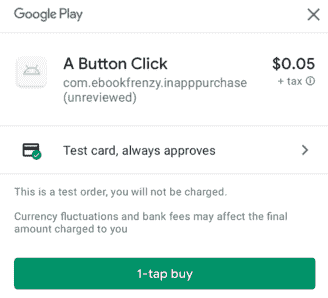 Google Play
A Button Click
$0.05
com.ebookfrenzy.inapppurchase
+ tax
(unreviewed)
Test card, always approves
This is a test order, you will not be charged.
Currency fluctuations and bank fees may affect the final
amount charged to you
1-tap buy